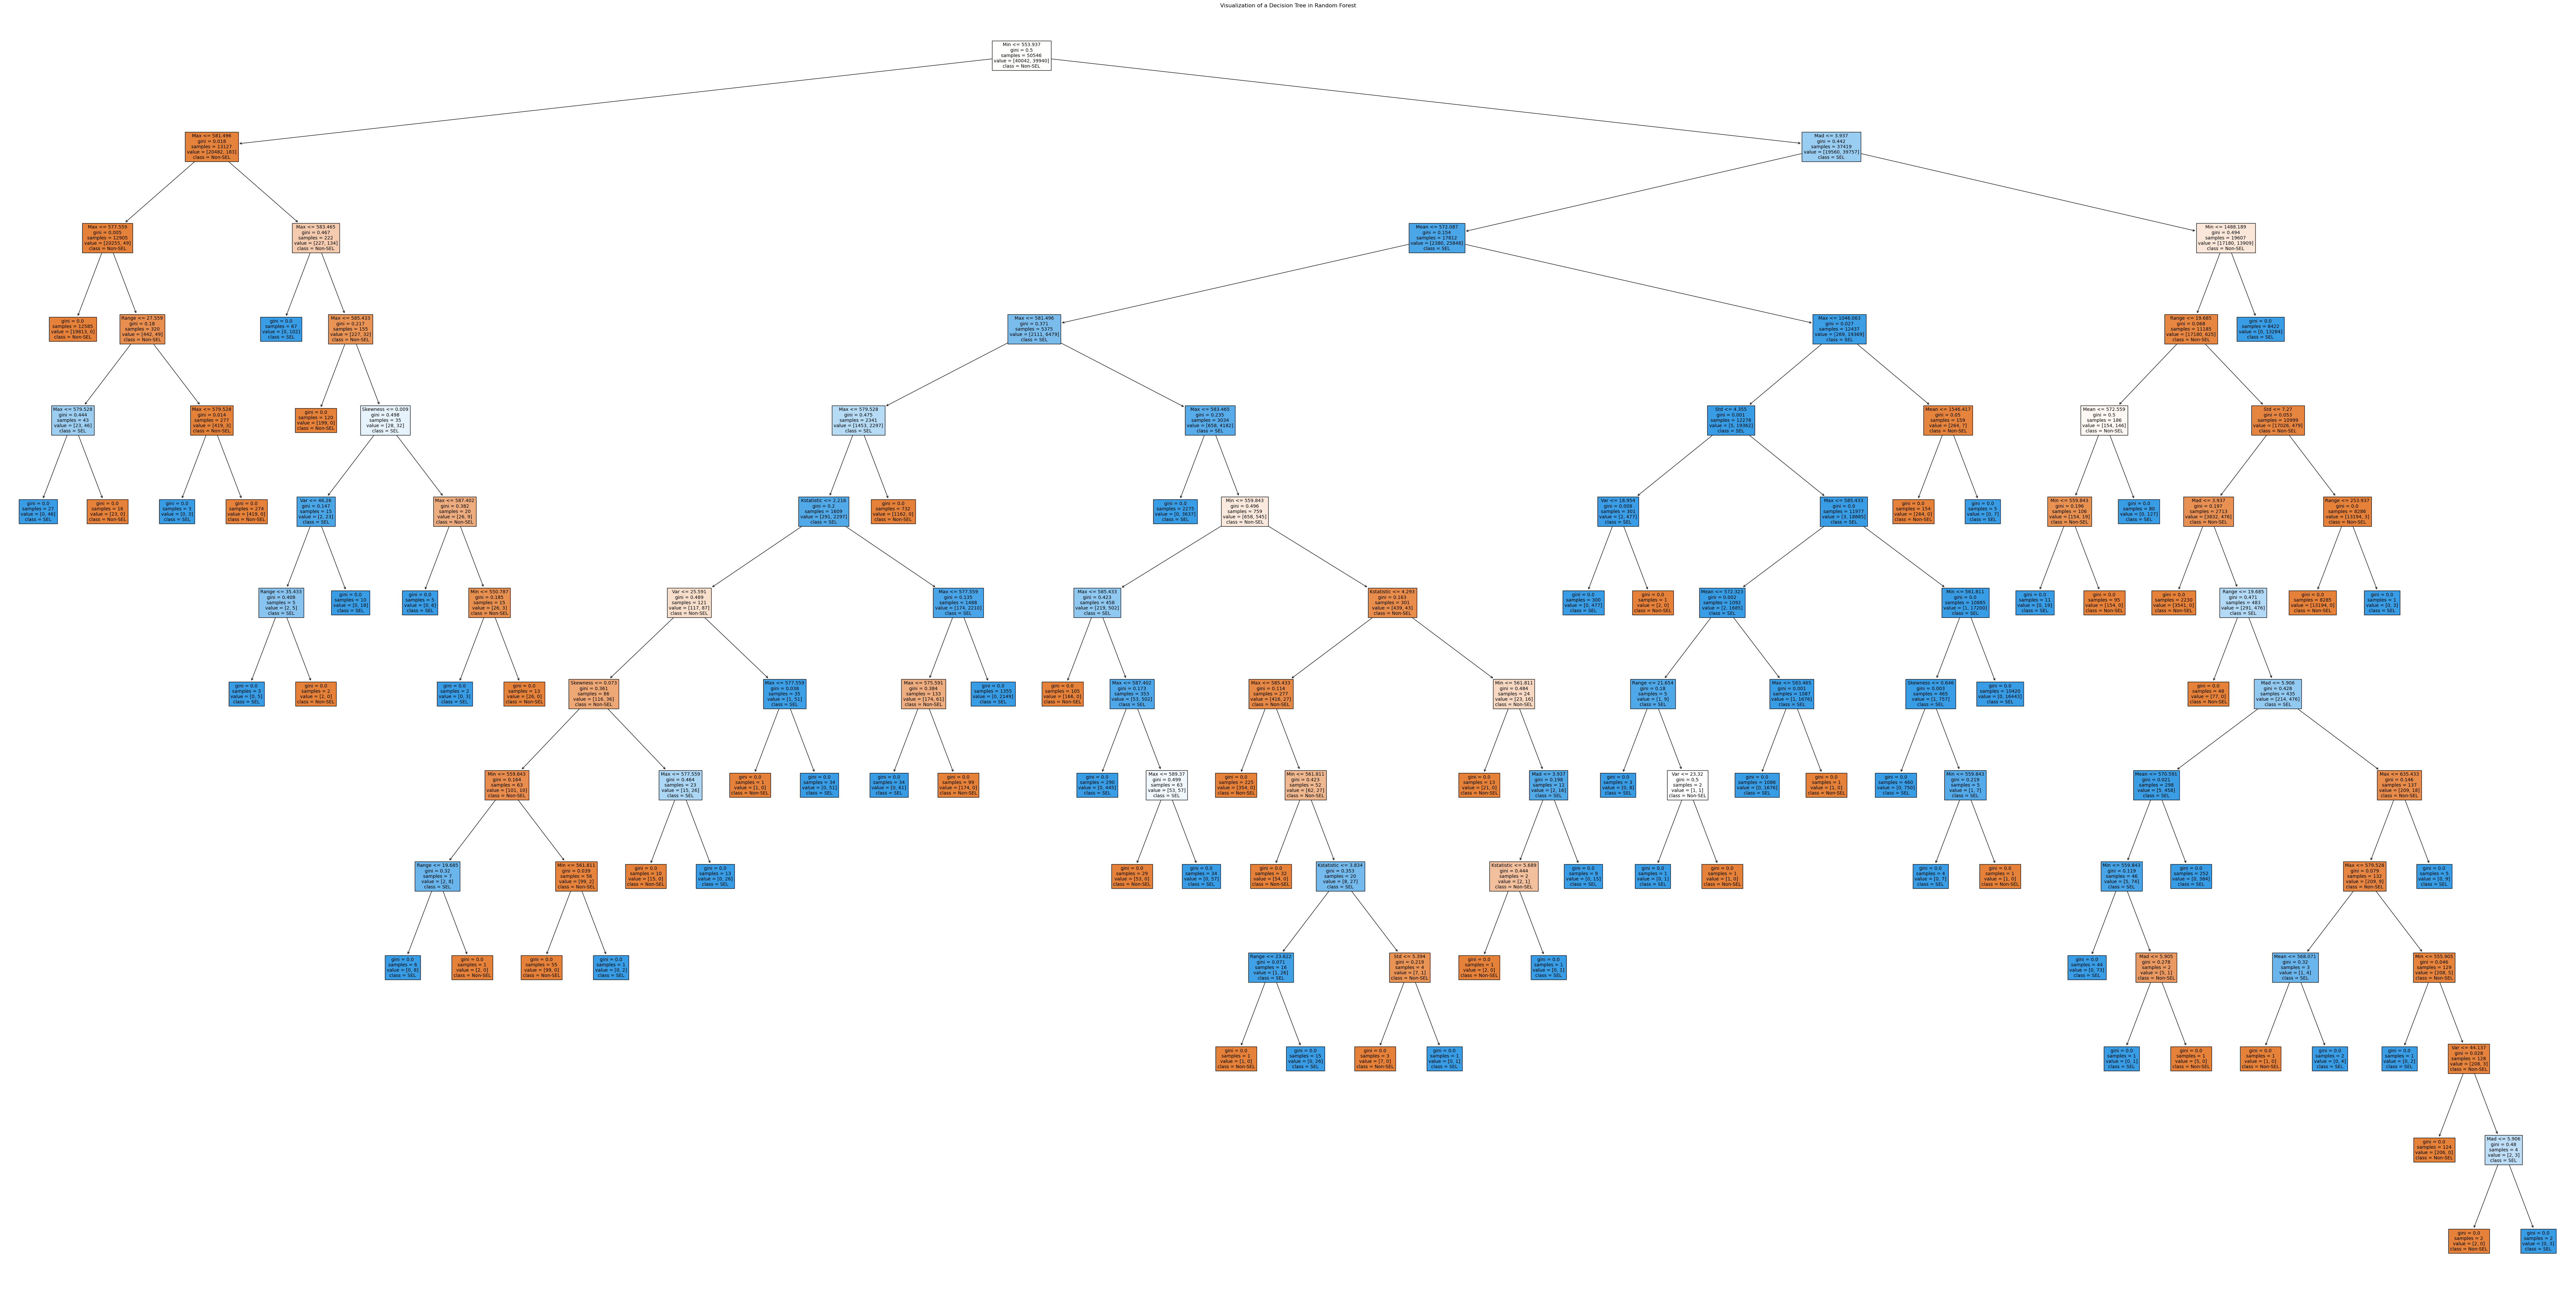 Visualization of a Decision Tree in Random Forest
Min <= 553.937
gini = 0.5
samples = 50546
value = [40042, 39940]
class = Non-SEL
Max <= 581.496
gini = 0.018
samples = 13127
value = [20482, 183]
class = Non-SEL
Mad <= 3.937
gini = 0.442
samples = 37419
value = [19560, 39757]
class = SEL
Max <= 577.559
gini = 0.005
samples = 12905
value = [20255, 49]
class = Non-SEL
Max <= 583.465
gini = 0.467
samples = 222
value = [227, 134]
class = Non-SEL
Mean <= 572.087
gini = 0.154
samples = 17812
value = [2380, 25848]
class = SEL
Min <= 1488.189
gini = 0.494
samples = 19607
value = [17180, 13909]
class = Non-SEL
gini = 0.0
samples = 12585
value = [19813, 0]
class = Non-SEL
Range <= 27.559
gini = 0.18
samples = 320
value = [442, 49]
class = Non-SEL
gini = 0.0
samples = 67
value = [0, 102]
class = SEL
Max <= 585.433
gini = 0.217
samples = 155
value = [227, 32]
class = Non-SEL
Max <= 581.496
gini = 0.371
samples = 5375
value = [2111, 6479]
class = SEL
Max <= 1046.063
gini = 0.027
samples = 12437
value = [269, 19369]
class = SEL
Range <= 19.685
gini = 0.068
samples = 11185
value = [17180, 625]
class = Non-SEL
gini = 0.0
samples = 8422
value = [0, 13284]
class = SEL
Max <= 579.528
gini = 0.444
samples = 43
value = [23, 46]
class = SEL
Max <= 579.528
gini = 0.014
samples = 277
value = [419, 3]
class = Non-SEL
gini = 0.0
samples = 120
value = [199, 0]
class = Non-SEL
Skewness <= 0.009
gini = 0.498
samples = 35
value = [28, 32]
class = SEL
Max <= 579.528
gini = 0.475
samples = 2341
value = [1453, 2297]
class = SEL
Max <= 583.465
gini = 0.235
samples = 3034
value = [658, 4182]
class = SEL
Std <= 4.355
gini = 0.001
samples = 12278
value = [5, 19362]
class = SEL
Mean <= 1546.417
gini = 0.05
samples = 159
value = [264, 7]
class = Non-SEL
Mean <= 572.559
gini = 0.5
samples = 186
value = [154, 146]
class = Non-SEL
Std <= 7.27
gini = 0.053
samples = 10999
value = [17026, 479]
class = Non-SEL
gini = 0.0
samples = 27
value = [0, 46]
class = SEL
gini = 0.0
samples = 16
value = [23, 0]
class = Non-SEL
gini = 0.0
samples = 3
value = [0, 3]
class = SEL
gini = 0.0
samples = 274
value = [419, 0]
class = Non-SEL
Var <= 46.26
gini = 0.147
samples = 15
value = [2, 23]
class = SEL
Max <= 587.402
gini = 0.382
samples = 20
value = [26, 9]
class = Non-SEL
Kstatistic <= 2.216
gini = 0.2
samples = 1609
value = [291, 2297]
class = SEL
gini = 0.0
samples = 732
value = [1162, 0]
class = Non-SEL
gini = 0.0
samples = 2275
value = [0, 3637]
class = SEL
Min <= 559.843
gini = 0.496
samples = 759
value = [658, 545]
class = Non-SEL
Var <= 18.954
gini = 0.008
samples = 301
value = [2, 477]
class = SEL
Max <= 585.433
gini = 0.0
samples = 11977
value = [3, 18885]
class = SEL
gini = 0.0
samples = 154
value = [264, 0]
class = Non-SEL
gini = 0.0
samples = 5
value = [0, 7]
class = SEL
Min <= 559.843
gini = 0.196
samples = 106
value = [154, 19]
class = Non-SEL
gini = 0.0
samples = 80
value = [0, 127]
class = SEL
Mad <= 3.937
gini = 0.197
samples = 2713
value = [3832, 476]
class = Non-SEL
Range <= 253.937
gini = 0.0
samples = 8286
value = [13194, 3]
class = Non-SEL
Range <= 35.433
gini = 0.408
samples = 5
value = [2, 5]
class = SEL
gini = 0.0
samples = 10
value = [0, 18]
class = SEL
gini = 0.0
samples = 5
value = [0, 6]
class = SEL
Min <= 550.787
gini = 0.185
samples = 15
value = [26, 3]
class = Non-SEL
Var <= 25.591
gini = 0.489
samples = 121
value = [117, 87]
class = Non-SEL
Max <= 577.559
gini = 0.135
samples = 1488
value = [174, 2210]
class = SEL
Max <= 585.433
gini = 0.423
samples = 458
value = [219, 502]
class = SEL
Kstatistic <= 4.293
gini = 0.163
samples = 301
value = [439, 43]
class = Non-SEL
gini = 0.0
samples = 300
value = [0, 477]
class = SEL
gini = 0.0
samples = 1
value = [2, 0]
class = Non-SEL
Mean <= 572.323
gini = 0.002
samples = 1092
value = [2, 1685]
class = SEL
Min <= 561.811
gini = 0.0
samples = 10885
value = [1, 17200]
class = SEL
gini = 0.0
samples = 11
value = [0, 19]
class = SEL
gini = 0.0
samples = 95
value = [154, 0]
class = Non-SEL
gini = 0.0
samples = 2230
value = [3541, 0]
class = Non-SEL
Range <= 19.685
gini = 0.471
samples = 483
value = [291, 476]
class = SEL
gini = 0.0
samples = 8285
value = [13194, 0]
class = Non-SEL
gini = 0.0
samples = 1
value = [0, 3]
class = SEL
gini = 0.0
samples = 3
value = [0, 5]
class = SEL
gini = 0.0
samples = 2
value = [2, 0]
class = Non-SEL
gini = 0.0
samples = 2
value = [0, 3]
class = SEL
gini = 0.0
samples = 13
value = [26, 0]
class = Non-SEL
Skewness <= 0.073
gini = 0.361
samples = 86
value = [116, 36]
class = Non-SEL
Max <= 577.559
gini = 0.038
samples = 35
value = [1, 51]
class = SEL
Max <= 575.591
gini = 0.384
samples = 133
value = [174, 61]
class = Non-SEL
gini = 0.0
samples = 1355
value = [0, 2149]
class = SEL
gini = 0.0
samples = 105
value = [166, 0]
class = Non-SEL
Max <= 587.402
gini = 0.173
samples = 353
value = [53, 502]
class = SEL
Max <= 585.433
gini = 0.114
samples = 277
value = [416, 27]
class = Non-SEL
Min <= 561.811
gini = 0.484
samples = 24
value = [23, 16]
class = Non-SEL
Range <= 21.654
gini = 0.18
samples = 5
value = [1, 9]
class = SEL
Max <= 583.465
gini = 0.001
samples = 1087
value = [1, 1676]
class = SEL
Skewness <= 0.646
gini = 0.003
samples = 465
value = [1, 757]
class = SEL
gini = 0.0
samples = 10420
value = [0, 16443]
class = SEL
gini = 0.0
samples = 48
value = [77, 0]
class = Non-SEL
Mad <= 5.906
gini = 0.428
samples = 435
value = [214, 476]
class = SEL
Min <= 559.843
gini = 0.164
samples = 63
value = [101, 10]
class = Non-SEL
Max <= 577.559
gini = 0.464
samples = 23
value = [15, 26]
class = SEL
gini = 0.0
samples = 1
value = [1, 0]
class = Non-SEL
gini = 0.0
samples = 34
value = [0, 51]
class = SEL
gini = 0.0
samples = 34
value = [0, 61]
class = SEL
gini = 0.0
samples = 99
value = [174, 0]
class = Non-SEL
gini = 0.0
samples = 290
value = [0, 445]
class = SEL
Max <= 589.37
gini = 0.499
samples = 63
value = [53, 57]
class = SEL
gini = 0.0
samples = 225
value = [354, 0]
class = Non-SEL
Min <= 561.811
gini = 0.423
samples = 52
value = [62, 27]
class = Non-SEL
gini = 0.0
samples = 13
value = [21, 0]
class = Non-SEL
Mad <= 3.937
gini = 0.198
samples = 11
value = [2, 16]
class = SEL
gini = 0.0
samples = 3
value = [0, 8]
class = SEL
Var <= 23.32
gini = 0.5
samples = 2
value = [1, 1]
class = Non-SEL
gini = 0.0
samples = 1086
value = [0, 1676]
class = SEL
gini = 0.0
samples = 1
value = [1, 0]
class = Non-SEL
gini = 0.0
samples = 460
value = [0, 750]
class = SEL
Min <= 559.843
gini = 0.219
samples = 5
value = [1, 7]
class = SEL
Mean <= 570.591
gini = 0.021
samples = 298
value = [5, 458]
class = SEL
Max <= 635.433
gini = 0.146
samples = 137
value = [209, 18]
class = Non-SEL
Range <= 19.685
gini = 0.32
samples = 7
value = [2, 8]
class = SEL
Min <= 561.811
gini = 0.039
samples = 56
value = [99, 2]
class = Non-SEL
gini = 0.0
samples = 10
value = [15, 0]
class = Non-SEL
gini = 0.0
samples = 13
value = [0, 26]
class = SEL
gini = 0.0
samples = 29
value = [53, 0]
class = Non-SEL
gini = 0.0
samples = 34
value = [0, 57]
class = SEL
gini = 0.0
samples = 32
value = [54, 0]
class = Non-SEL
Kstatistic <= 3.834
gini = 0.353
samples = 20
value = [8, 27]
class = SEL
Kstatistic <= 5.689
gini = 0.444
samples = 2
value = [2, 1]
class = Non-SEL
gini = 0.0
samples = 9
value = [0, 15]
class = SEL
gini = 0.0
samples = 1
value = [0, 1]
class = SEL
gini = 0.0
samples = 1
value = [1, 0]
class = Non-SEL
gini = 0.0
samples = 4
value = [0, 7]
class = SEL
gini = 0.0
samples = 1
value = [1, 0]
class = Non-SEL
Min <= 559.843
gini = 0.119
samples = 46
value = [5, 74]
class = SEL
gini = 0.0
samples = 252
value = [0, 384]
class = SEL
Max <= 579.528
gini = 0.079
samples = 132
value = [209, 9]
class = Non-SEL
gini = 0.0
samples = 5
value = [0, 9]
class = SEL
gini = 0.0
samples = 6
value = [0, 8]
class = SEL
gini = 0.0
samples = 1
value = [2, 0]
class = Non-SEL
gini = 0.0
samples = 55
value = [99, 0]
class = Non-SEL
gini = 0.0
samples = 1
value = [0, 2]
class = SEL
Range <= 23.622
gini = 0.071
samples = 16
value = [1, 26]
class = SEL
Std <= 5.394
gini = 0.219
samples = 4
value = [7, 1]
class = Non-SEL
gini = 0.0
samples = 1
value = [2, 0]
class = Non-SEL
gini = 0.0
samples = 1
value = [0, 1]
class = SEL
gini = 0.0
samples = 44
value = [0, 73]
class = SEL
Mad <= 5.905
gini = 0.278
samples = 2
value = [5, 1]
class = Non-SEL
Mean <= 568.071
gini = 0.32
samples = 3
value = [1, 4]
class = SEL
Min <= 555.905
gini = 0.046
samples = 129
value = [208, 5]
class = Non-SEL
gini = 0.0
samples = 1
value = [1, 0]
class = Non-SEL
gini = 0.0
samples = 15
value = [0, 26]
class = SEL
gini = 0.0
samples = 3
value = [7, 0]
class = Non-SEL
gini = 0.0
samples = 1
value = [0, 1]
class = SEL
gini = 0.0
samples = 1
value = [0, 1]
class = SEL
gini = 0.0
samples = 1
value = [5, 0]
class = Non-SEL
gini = 0.0
samples = 1
value = [1, 0]
class = Non-SEL
gini = 0.0
samples = 2
value = [0, 4]
class = SEL
gini = 0.0
samples = 1
value = [0, 2]
class = SEL
Var <= 44.137
gini = 0.028
samples = 128
value = [208, 3]
class = Non-SEL
gini = 0.0
samples = 124
value = [206, 0]
class = Non-SEL
Mad <= 5.906
gini = 0.48
samples = 4
value = [2, 3]
class = SEL
gini = 0.0
samples = 2
value = [2, 0]
class = Non-SEL
gini = 0.0
samples = 2
value = [0, 3]
class = SEL